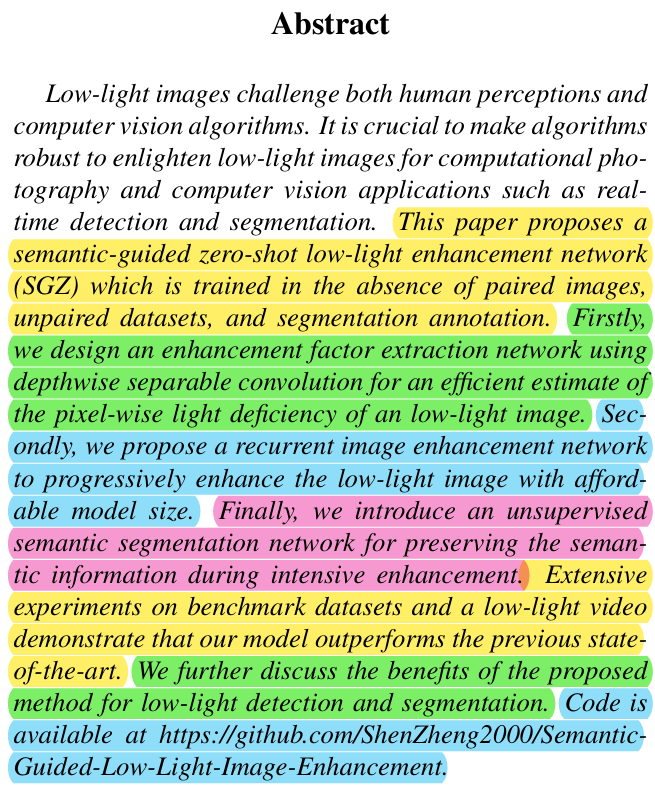 Abstract
Low-light images challenge both human perceptions and
computer vision algorithms. It is crucial to make algorithms
robust to enlighten low-light images for computational pho-
tography and computer vision applications such as real-
time detection and segmentation. This paper proposes a
semantic-guided zero-shot low-light enhancement network
(SGZ) which is trained in the absence of paired images,
unpaired datasets, and segmentation annotation. Firstly,
we design an enhancement factor extraction network using
depthwise separable convolution for an efficient estimate of
the pixel-wise light deficiency of an low-light image. Sec-
ondly, we propose a recurrent image enhancement network
to progressively enhance the low-light image with afford-
able model size. Finally, we introduce an unsupervised
semantic segmentation network for preserving the seman-
tic information during intensive enhancement. Extensive
experiments on benchmark datasets and a low-light video
demonstrate that our model outperforms the previous state-
of-the-art. We further discuss the benefits of the proposed
method for low-light detection and segmentation. Code is
available at https://github.com/ShenZheng2000/Semantic-
Guided-Low-Light-Image-Enhancement.